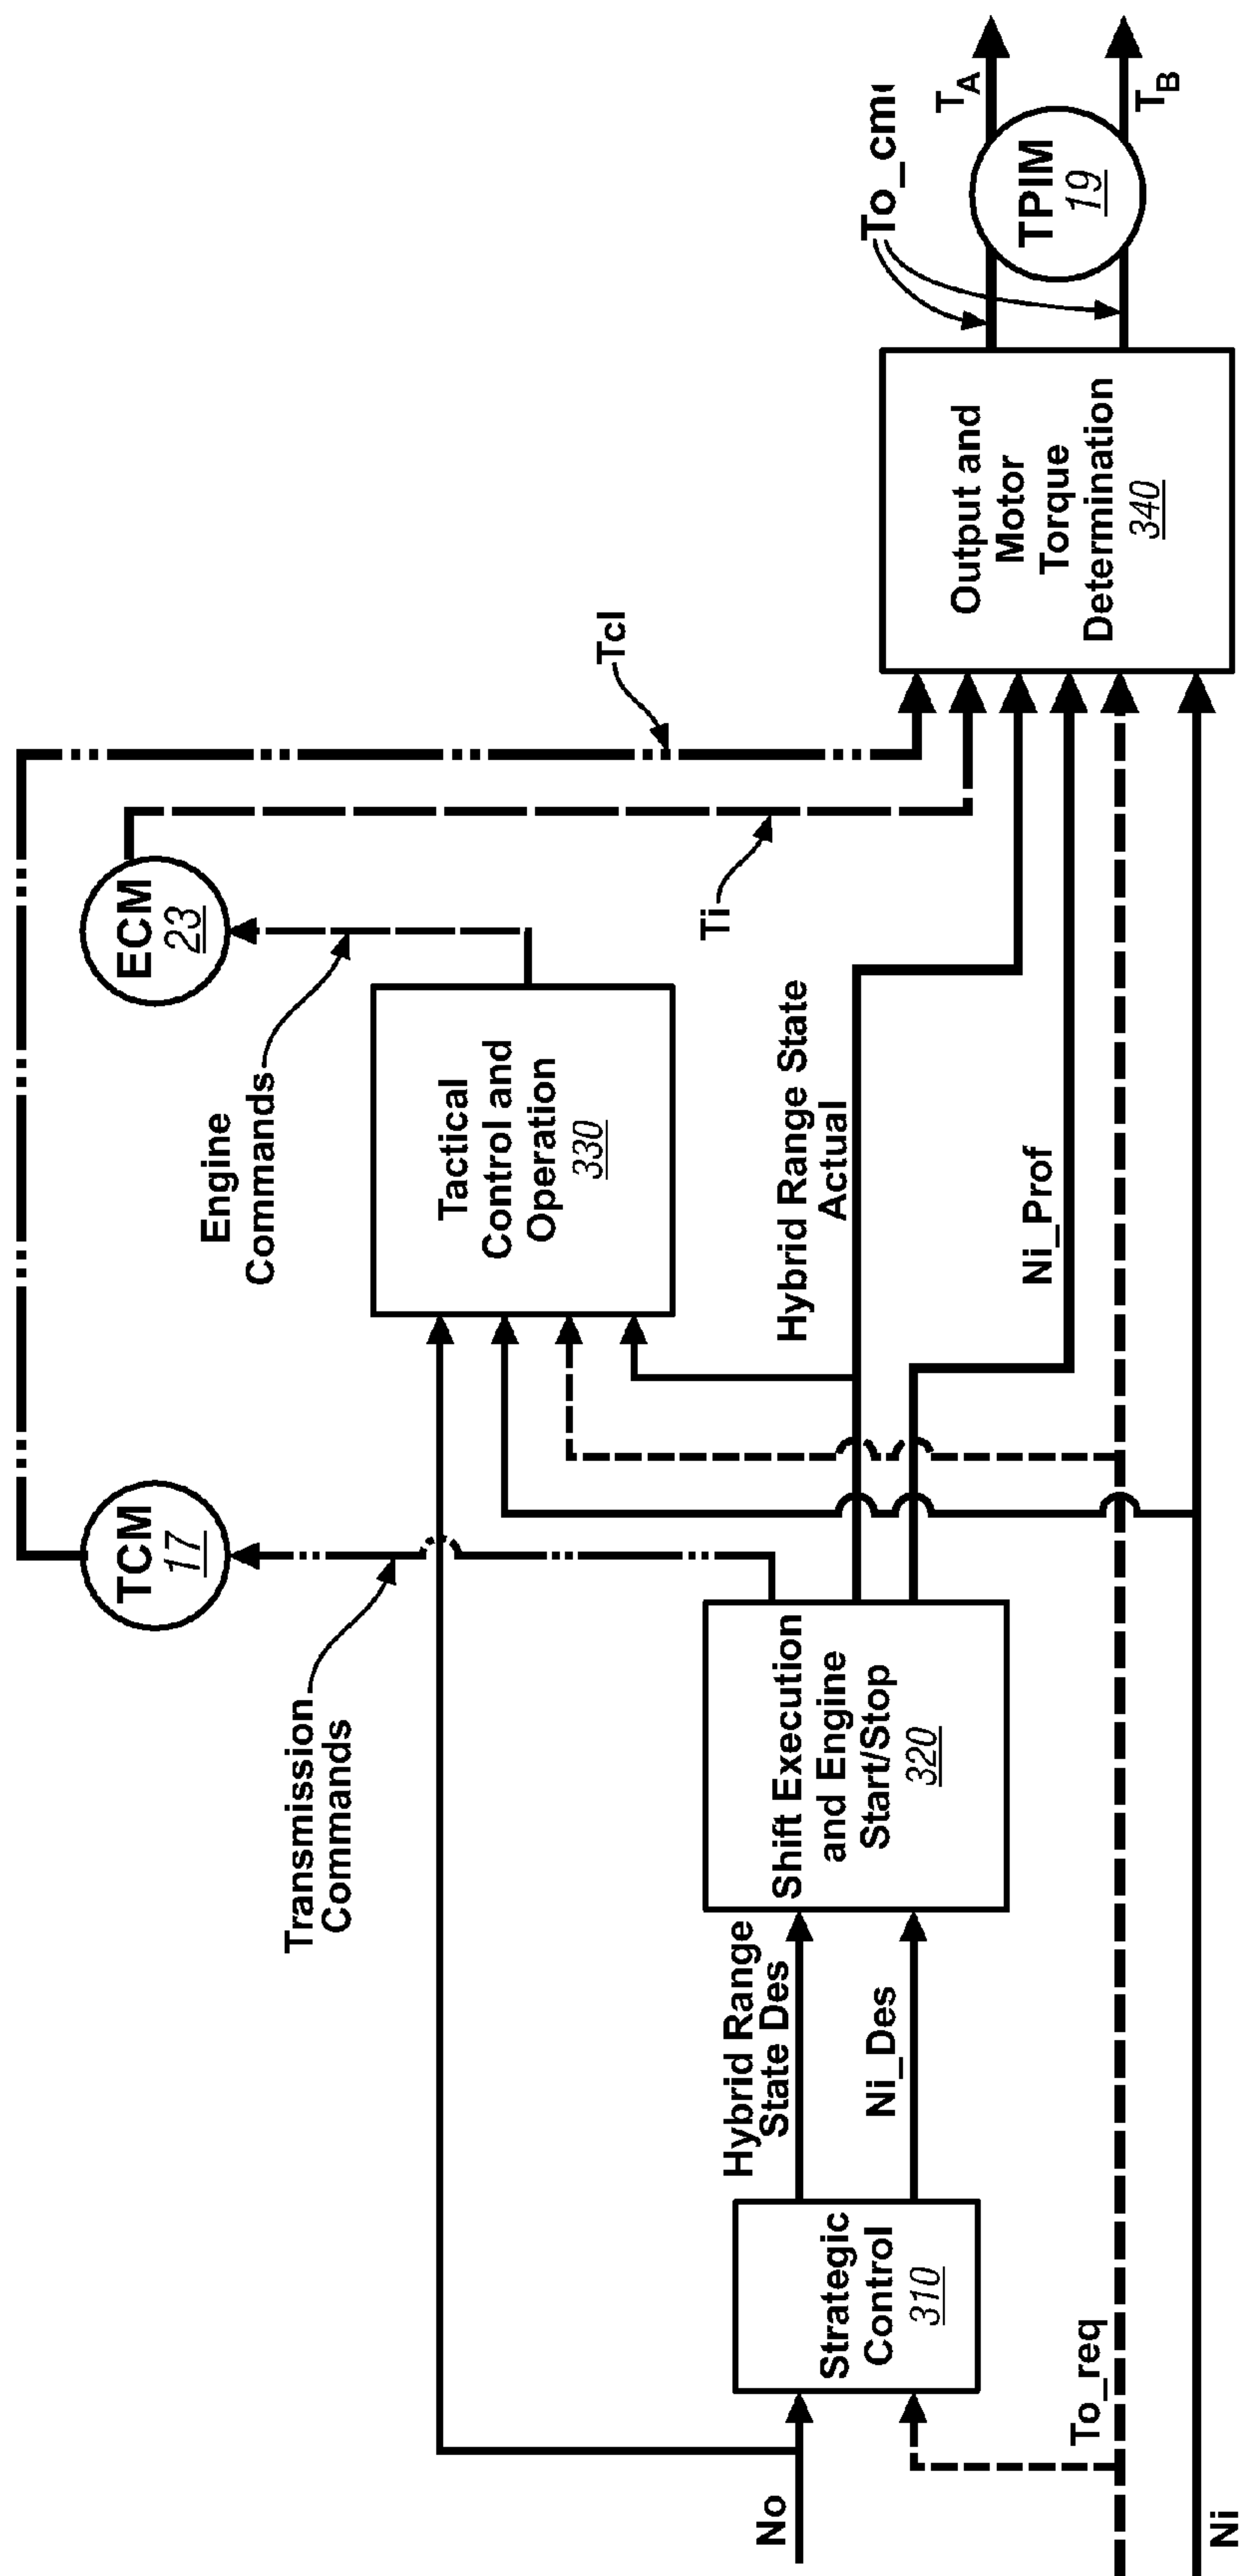 TCM
17
ECM
23
Transmission
Commands
Engine
Commands
Tactical
Control and
Operation
330
Tcl
Ti
No
Strategic
Control
310
Hybrid Range
State Des
Ni_Des
Shift Execution
and Engine
Start/Stop
320
Hybrid Range State
Actual
Ni_Prof
To_req
Ni
Output and
Motor
Torque
Determination
340
TPIM
19
TA
TB